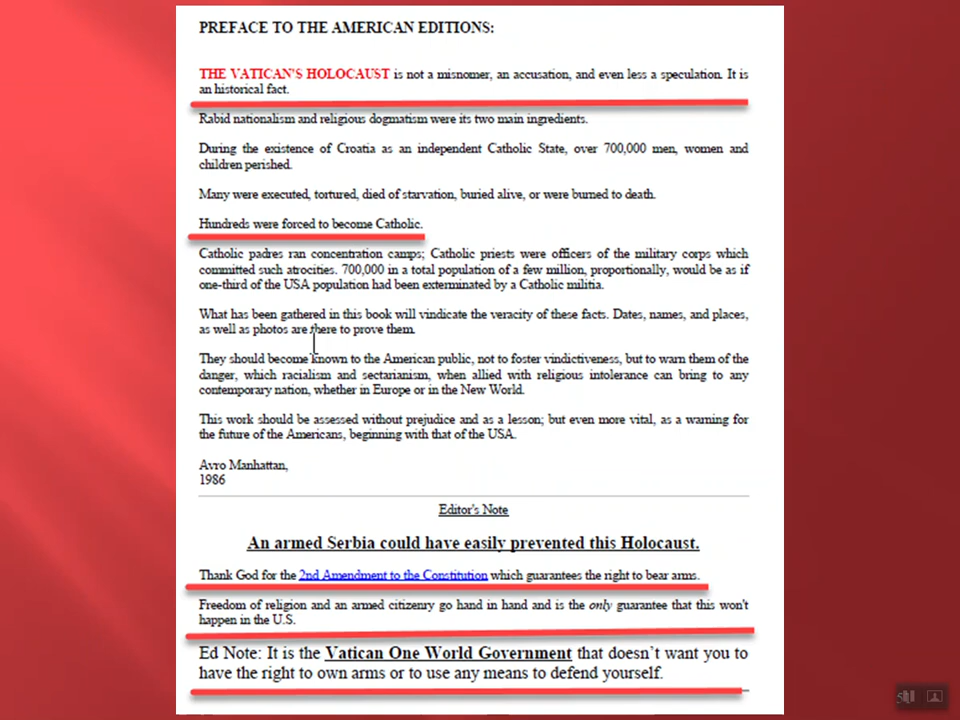 PREFACE TO THE AMERICAN EDITIONS:
THE VATICAN'S HOLOCAUST is not a misnomer, an accusation, and even less a speculation. It is
an historical fact.
Rabid nationalism and religious dogmatism were its two main ingredients.
During the existence of Croatia as an independent Catholic State, over 700,000 men, women and
children perished.
Many were executed, tortured, died of starvation, buried alive, or were burned to death.
Hundreds were forced to become Catholic.
Catholic padres ran concentration camps; Catholic priests were officers of the military corps which
committed such atrocities. 700,000 in a total population of a few million, proportionally, would be as if
one-third of the USA population had been exterminated by a Catholic militia.
What has been gathered in this book will vindicate the veracity of these facts. Dates, names, and places,
as well as photos are there to prove them.
They should become known to the American public, not to foster vindictiveness, but to warn them of the
danger, which racialism and sectarianism, when allied with religious intolerance can bring to any
contemporary nation, whether in Europe or in the New World.
This work should be assessed without prejudice and as a lesson; but even more vital, as a warning for
the future of the Americans, beginning with that of the USA.
Avro Manhattan,
1986
Editor's Note
An armed Serbia could have easily prevented this Holocaust.
Thank God for the 2nd Amendment to the Constitution which guarantees the right to bear arms.
Freedom of religion and an armed citizenry go hand in hand and is the only guarantee that this won't
happen in the U.S.
Ed Note: It is the Vatican One World Government that doesn't want you to
have the right to own arms or to use any means to defend yourself.